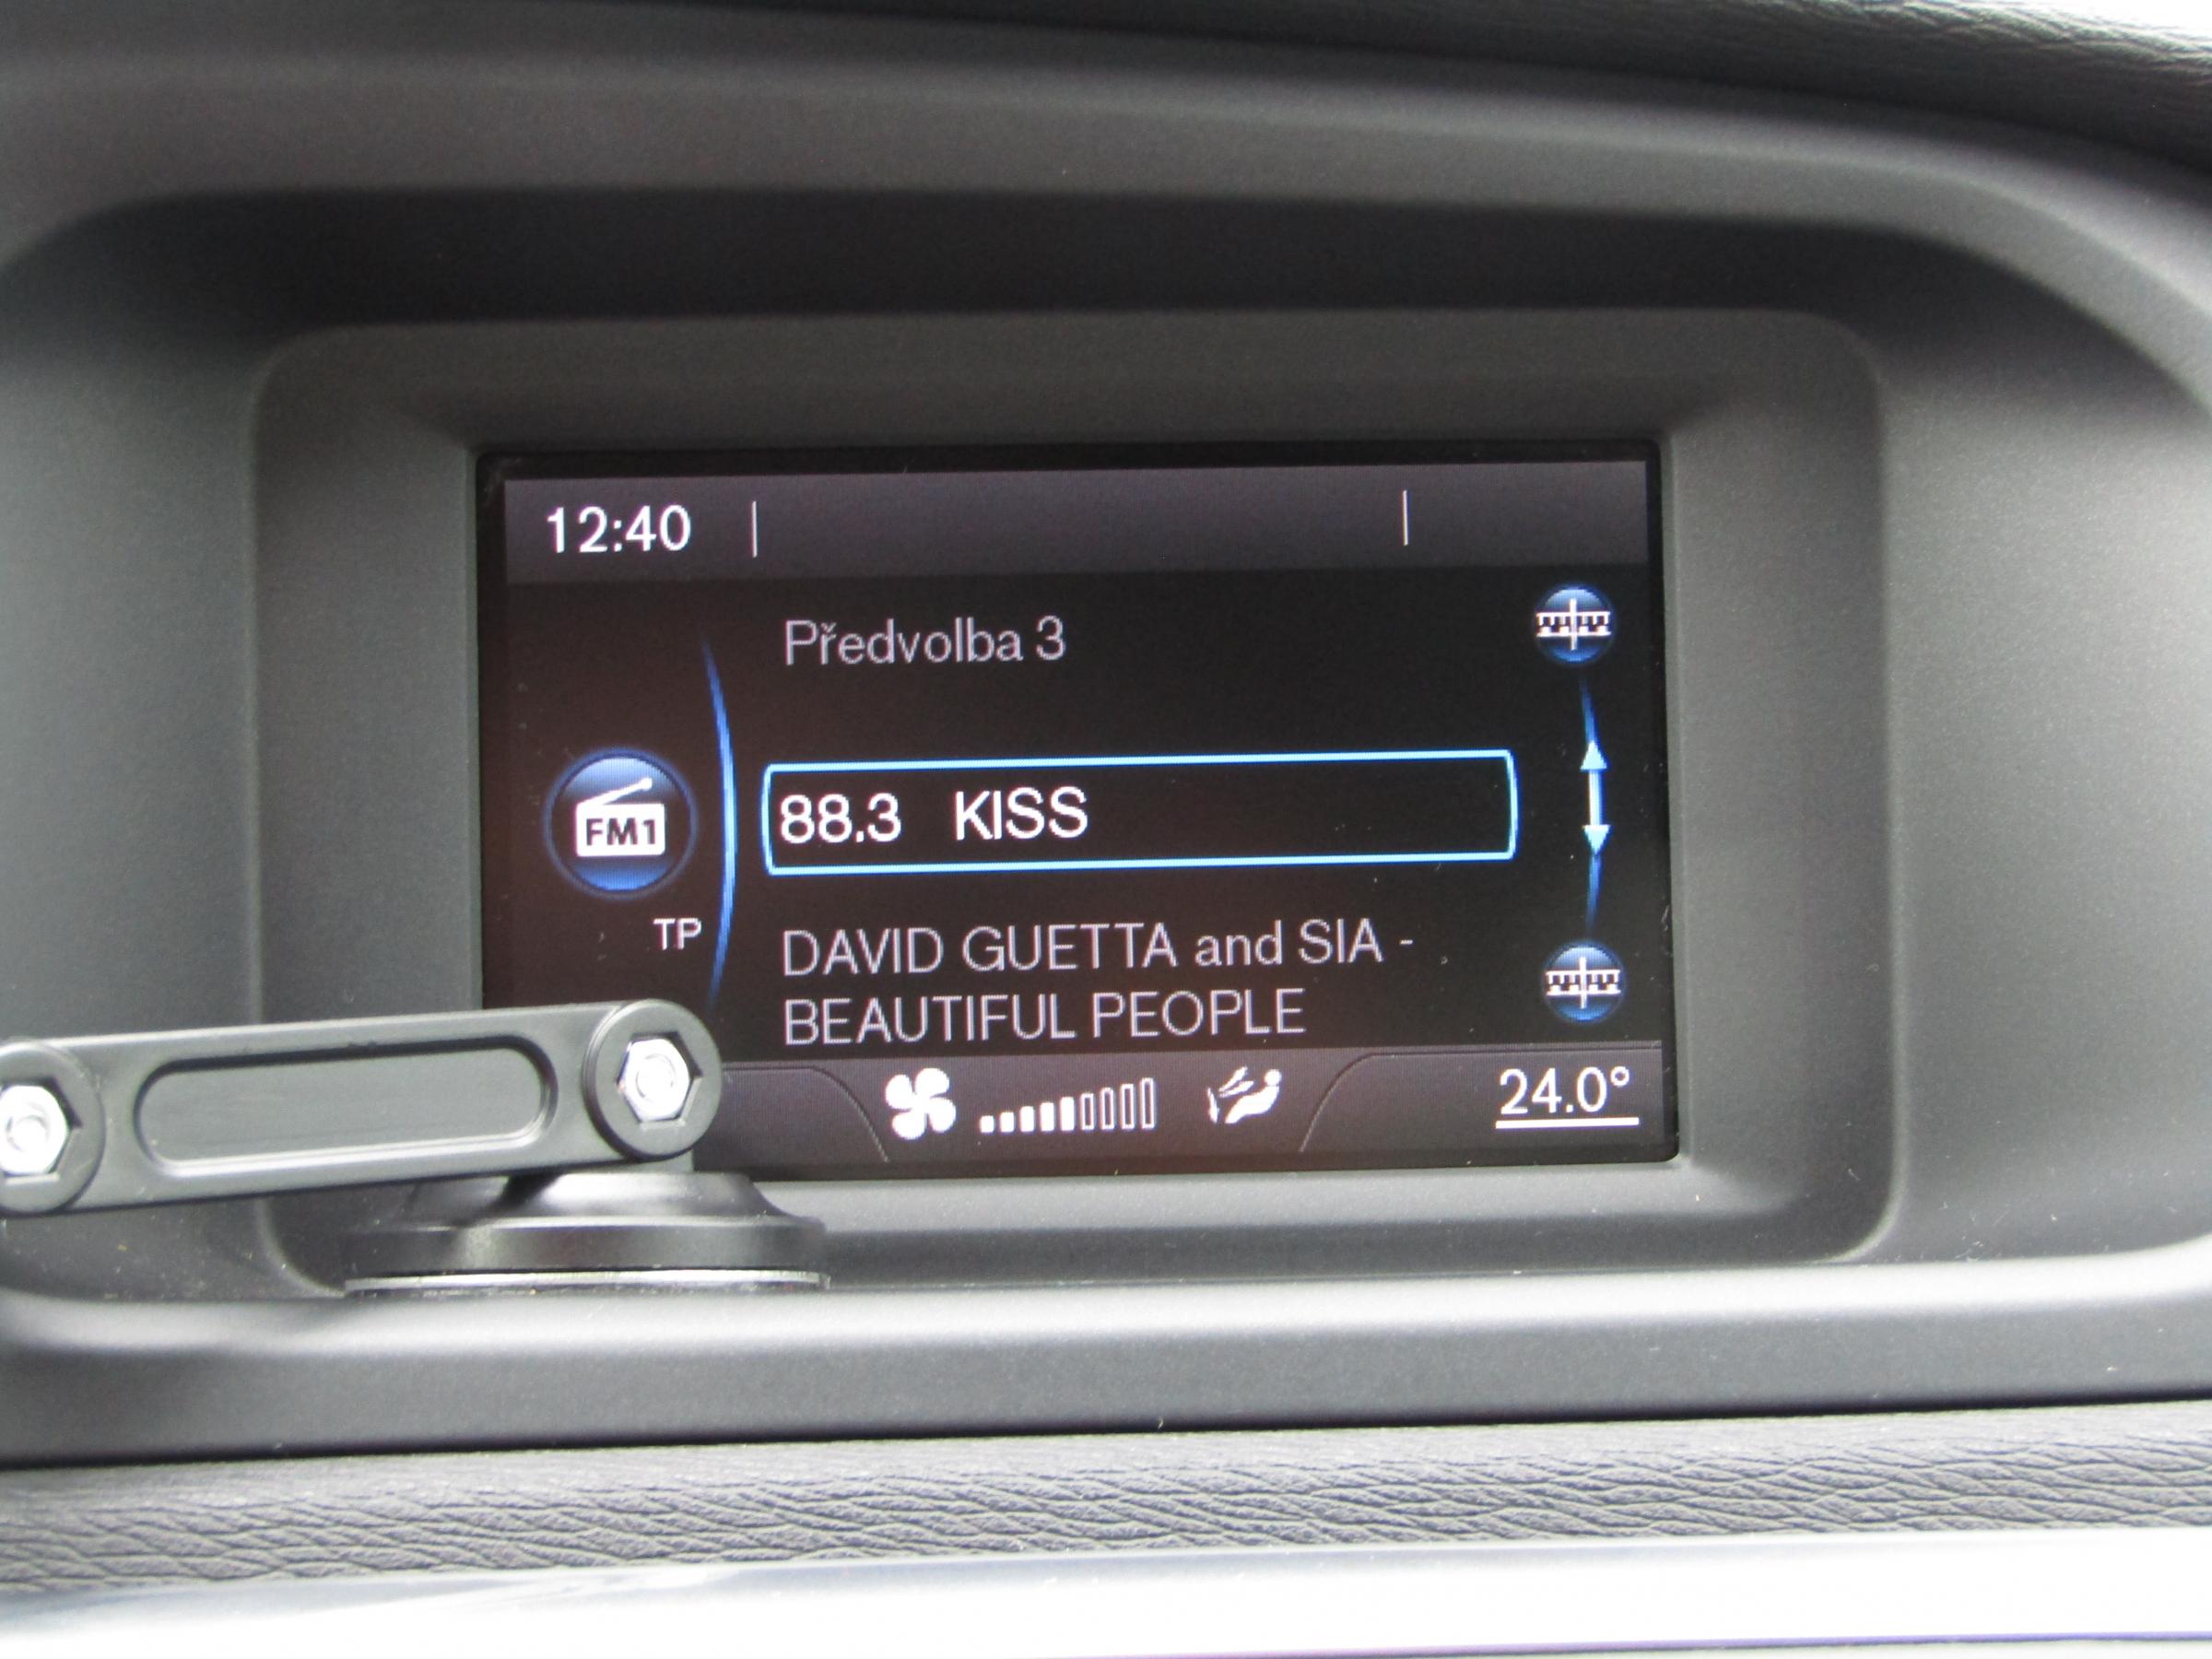 12:40
Předvolba 3
FM1
88.3 KISS
TP
DAVID GUETTA and SIA -
BEAUTIFUL PEOPLE
24.0°